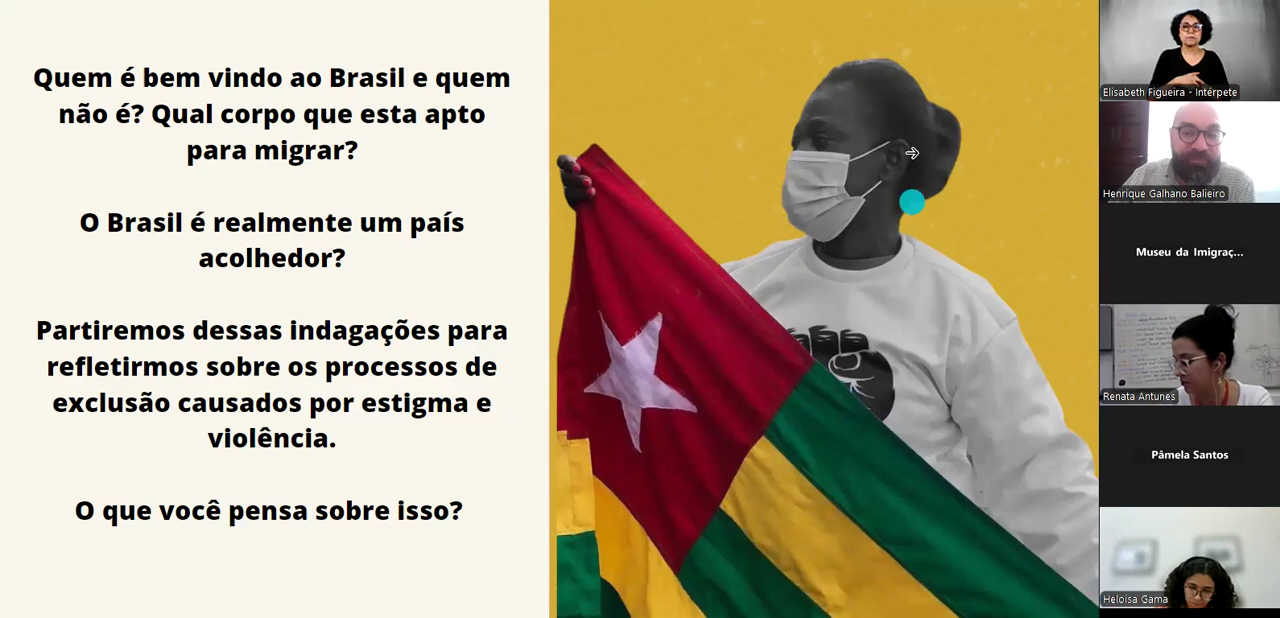 Quem é bem vindo ao Brasil e quem
não é? Qual corpo que esta apto
para migrar?
O Brasil é realmente um país
acolhedor?
Partiremos dessas indagações para
refletirmos sobre os processos de
exclusão causados por estigma e
violência.
O que você pensa sobre isso?
Elisabeth Figueira - Intérpete
Henrique Galhano Balieiro
Museu da Imigraç...
Renata Antunes
Pâmela Santos
Heloisa Gama